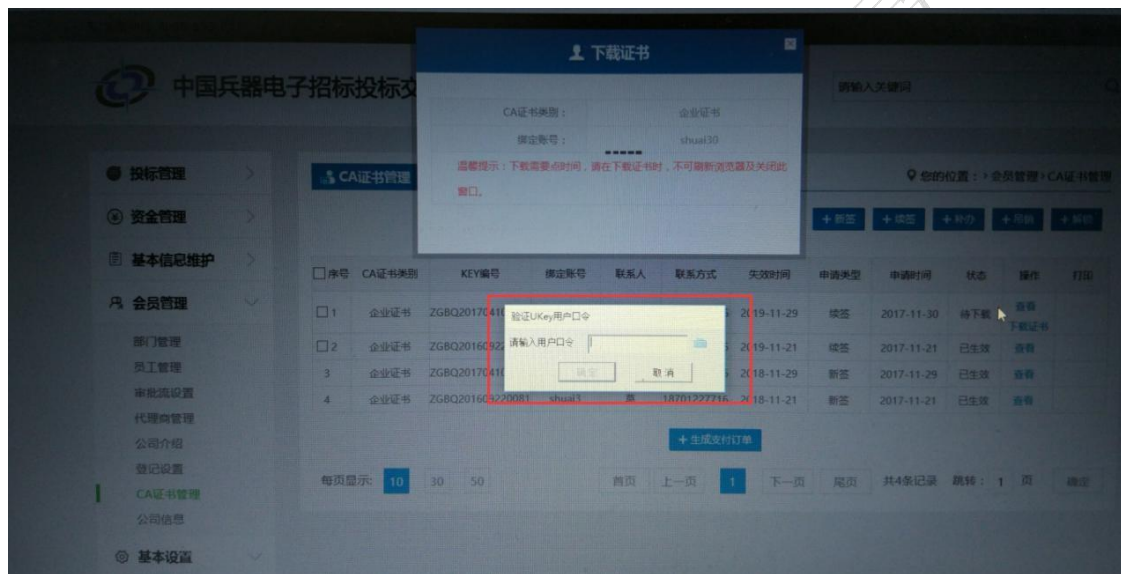 下载证书
中国兵器电子招标投标交
请输入关键词
CA证书类别： 企业证书
绑定账号： shuai30
温馨提示：下载需要点时间，请在下载证书时，不可刷新浏览器及关闭此
窗口。
投标管理
资金管理
基本信息维护
会员管理
部门管理
员工管理
审批流设置
代理商管理
公司介绍
登记设置
CA证书管理
公司信息
基本设置
CA证书管理
您的位置：›会员管理›CA证书管理
+新签 +续签 +补办 +吊销 +解锁
序号 CA证书类别 KEY编号 绑定账号 联系人 联系方式 失效时间 申请类型 申请时间 状态 操作 打印
1 企业证书 ZGBQ20170410 2019-11-29 续签 2017-11-30 待下载 查看
下载证书
2 企业证书 ZGBQ20160922 2019-11-21 续签 2017-11-21 已生效 查看
3 企业证书 ZGBQ20170410 2018-11-29 新签 2017-11-29 已生效 查看
4 企业证书 ZGBQ201609220081 shuai3 18701227716 2018-11-21 新签 2017-11-21 已生效 查看
验证UKey用户口令
请输入用户口令
确定 取消
+生成支付订单
每页显示: 10 30 50 首页 上一页 1 下一页 尾页 共4条记录 跳转： 1 页 确定